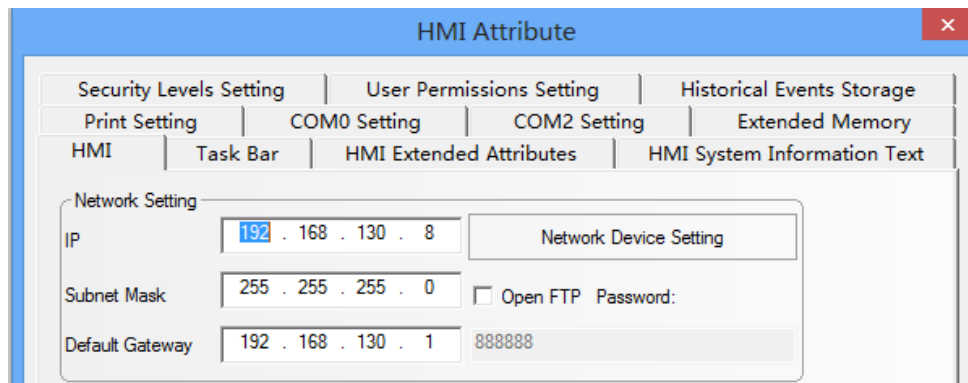 HMI Attribute
Security Levels Setting User Permissions Setting Historical Events Storage
Print Setting COM0 Setting COM2 Setting Extended Memory
HMI Task Bar HMI Extended Attributes HMI System Information Text
Network Setting
IP 192 . 168 . 130 . 8 Network Device Setting
Subnet Mask 255 . 255 . 255 . 0 Open FTP Password:
Default Gateway 192 . 168 . 130 . 1 888888